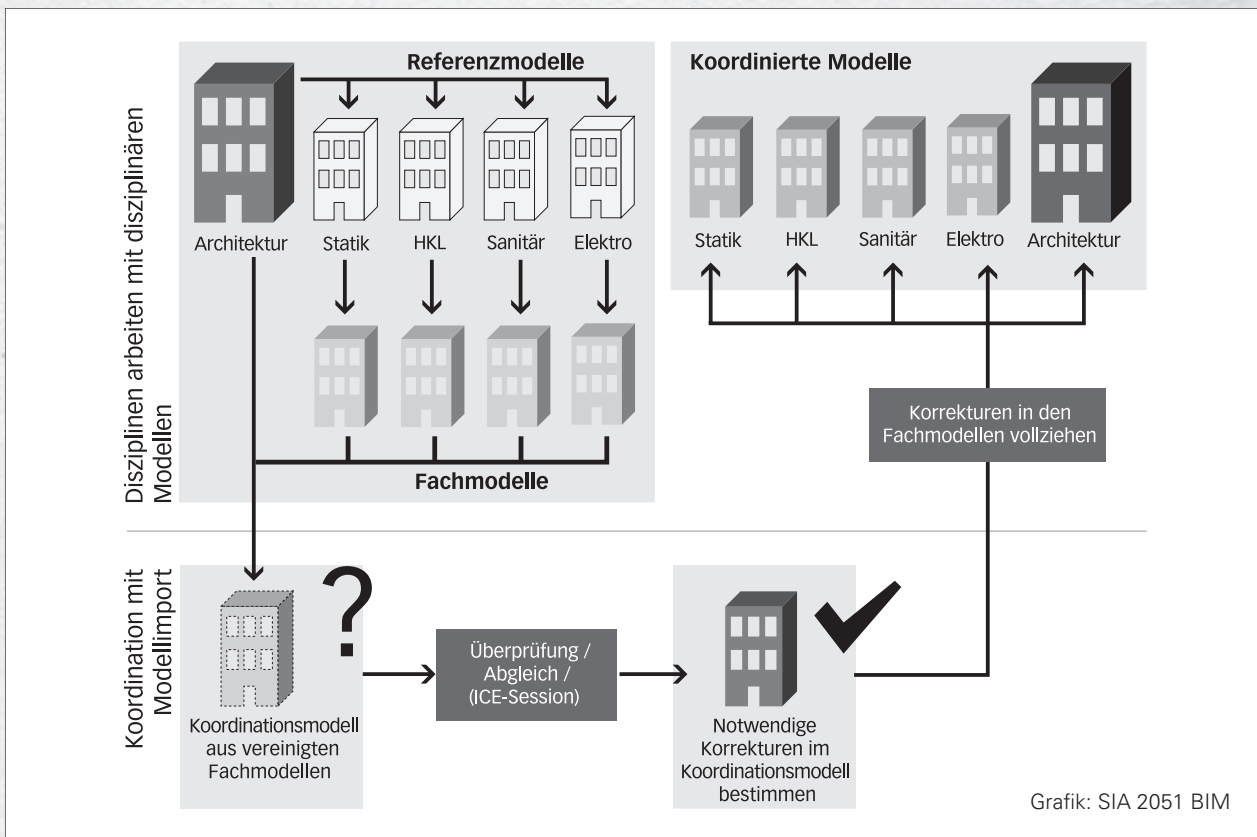 Disziplinen arbeiten mit disziplinären
Modellen
Referenzmodelle
Architektur
Statik
HKL
Sanitär
Elektro
Fachmodelle
Koordinierte Modelle
Statik
HKL
Sanitär
Elektro
Architektur
Korrekturen in den
Fachmodellen vollziehen
Koordination mit
Modellimport
?
Koordinationsmodell
aus vereinigten
Fachmodellen
Überprüfung /
Abgleich /
(ICE-Session)
Notwendige
Korrekturen im
Koordinationsmodell
bestimmen
Grafik: SIA 2051 BIM